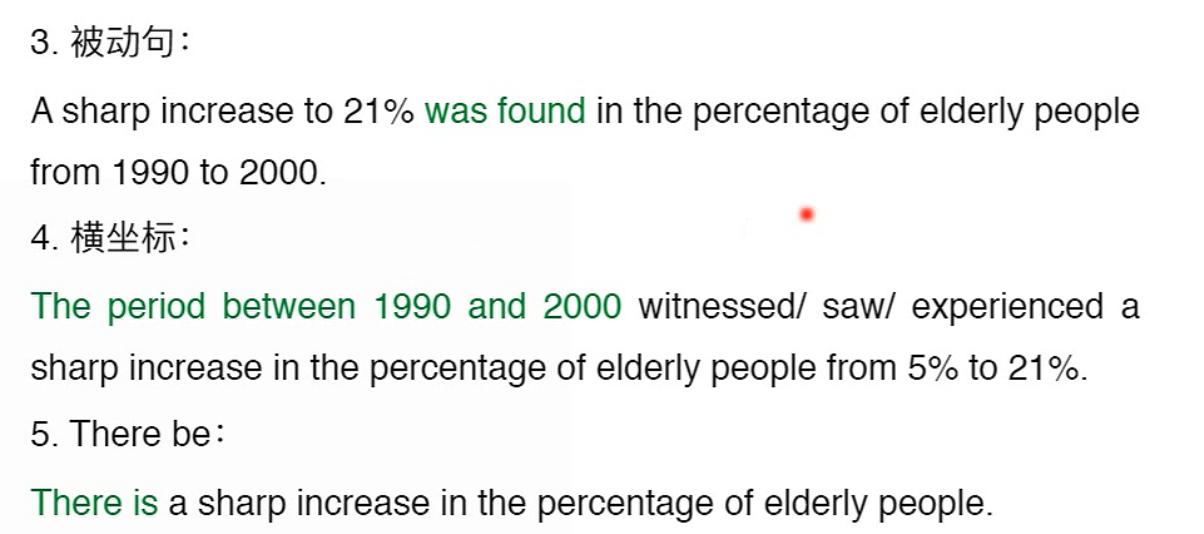 3. 被动句：
A sharp increase to 21% was found in the percentage of elderly people
from 1990 to 2000.
4. 横坐标：
The period between 1990 and 2000 witnessed/ saw/ experienced a
sharp increase in the percentage of elderly people from 5% to 21%.
5. There be：
There is a sharp increase in the percentage of elderly people.